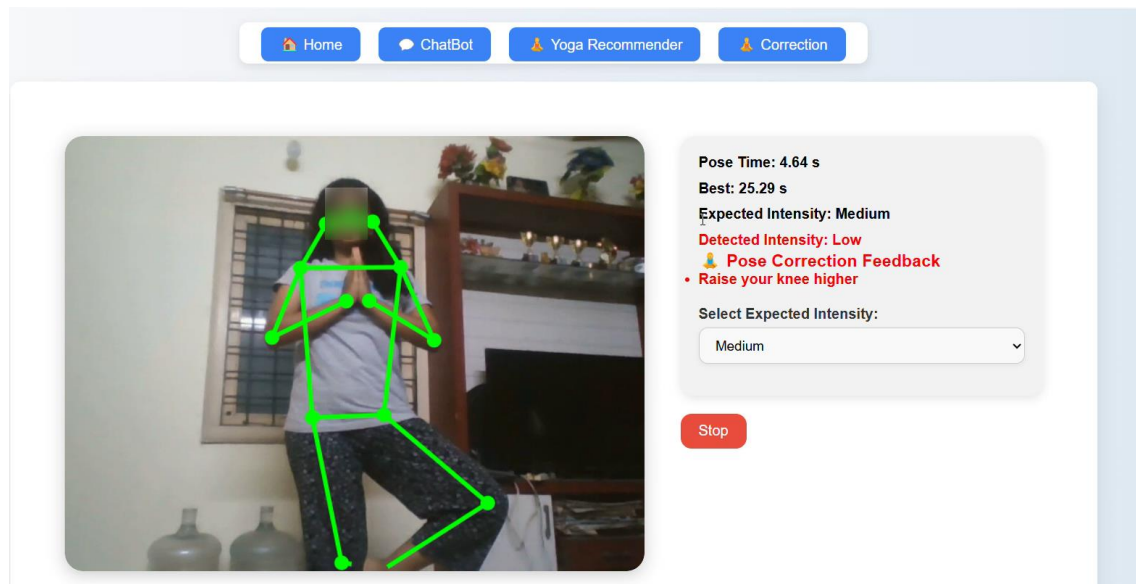 Home
ChatBot
Yoga Recommender
Correction
Pose Time: 4.64 s
Best: 25.29 s
Expected Intensity: Medium
Detected Intensity: Low
Pose Correction Feedback
Raise your knee higher
Select Expected Intensity:
Medium
Stop